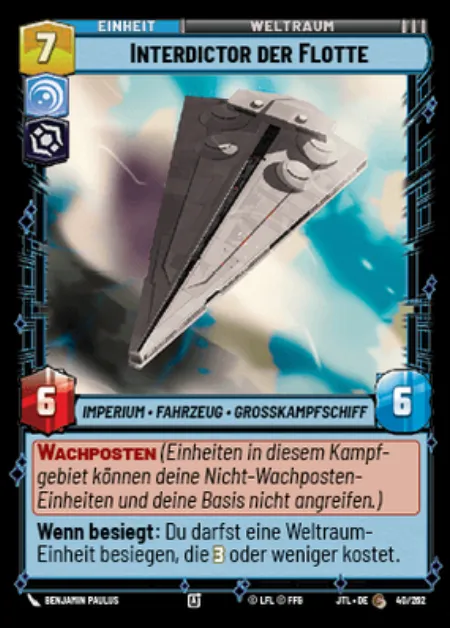 EINHEIT
WELTRAUM
7
INTERDICTOR DER FLOTTE
6
IMPERIUM • FAHRZEUG • GROSSKAMPFSCHIFF
6
WACHPOSTEN (Einheiten in diesem Kampf-
gebiet können deine Nicht-Wachposten-
Einheiten und deine Basis nicht angreifen.)
Wenn besiegt: Du darfst eine Weltraum-
Einheit besiegen, die 3 oder weniger kostet.
BENJAMIN PAULUS
© LFL © FFG
JTL • DE
40/262